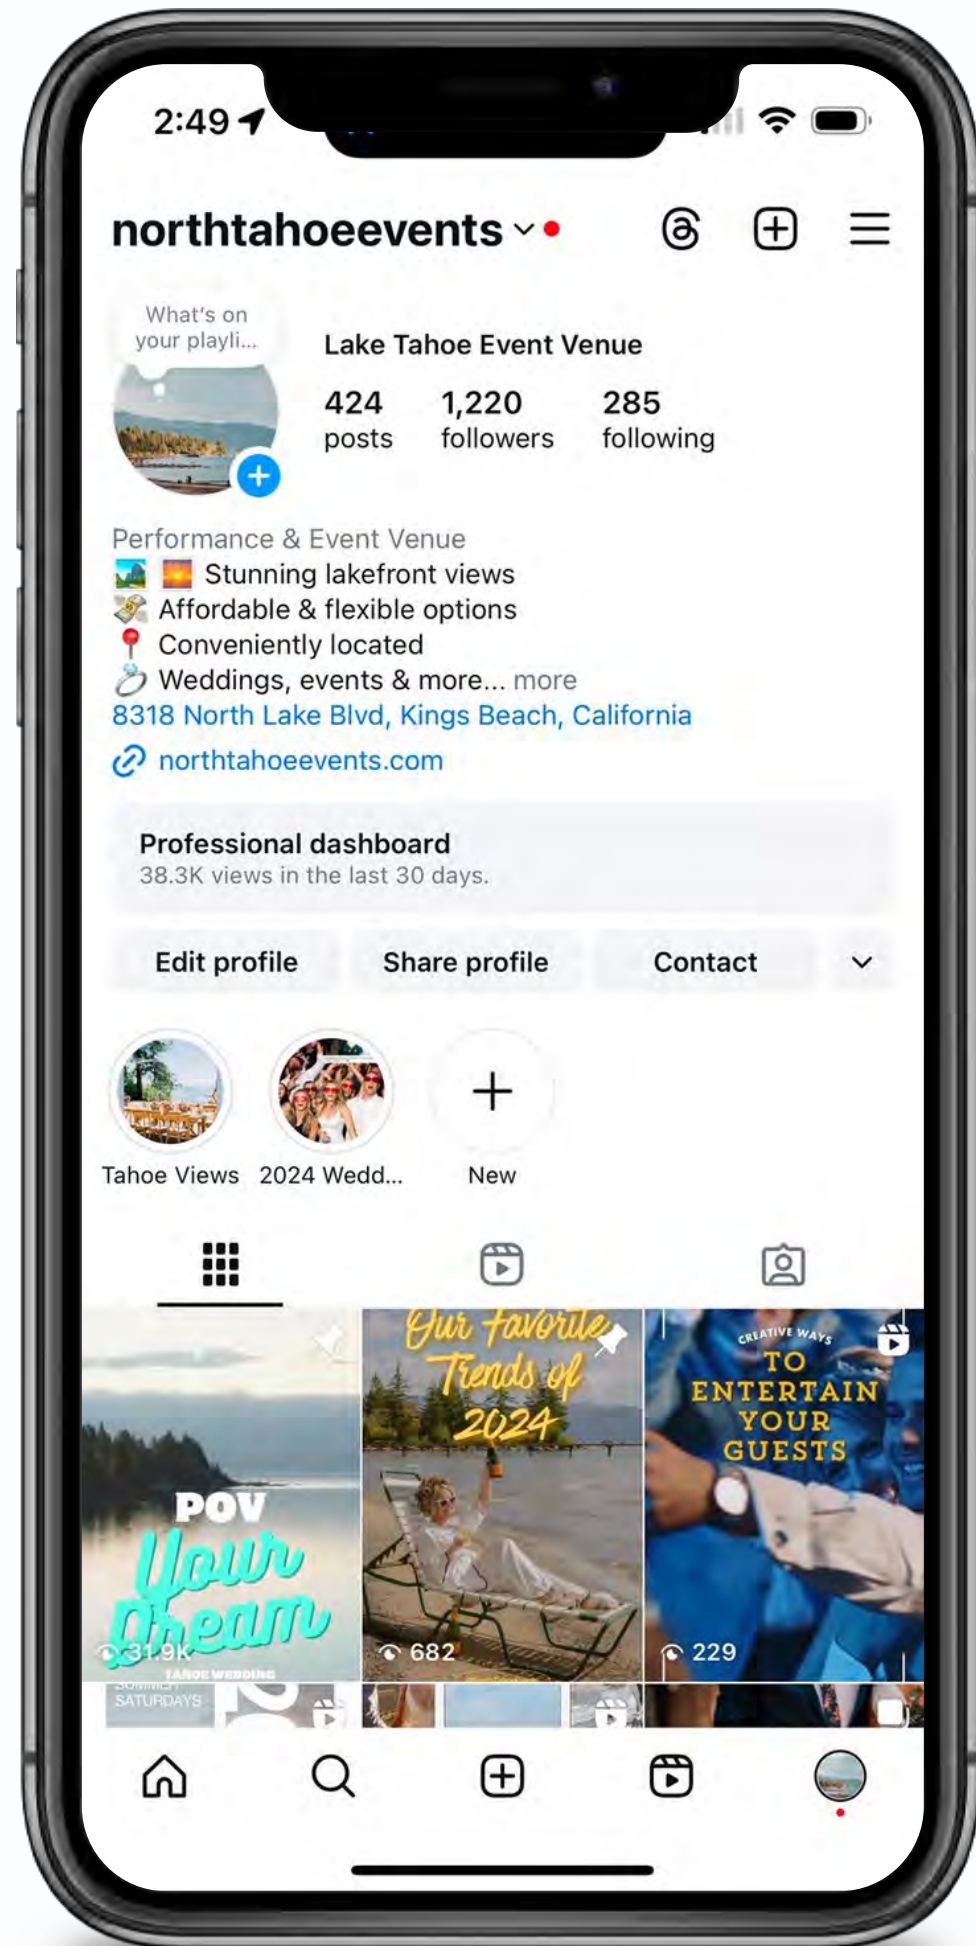 2:49
northtahoeevents
What's on
your playli...
Lake Tahoe Event Venue
424 1,220 285
posts followers following
Performance & Event Venue
Stunning lakefront views
Affordable & flexible options
Conveniently located
Weddings, events & more... more
8318 North Lake Blvd, Kings Beach, California
northtahoeevents.com
Professional dashboard
38.3K views in the last 30 days.
Edit profile Share profile Contact
Tahoe Views 2024 Wedd... New
Our Favorite
Trends of
2024
682
CREATIVE WAYS
TO
ENTERTAIN
YOUR
GUESTS
229
POV
Your
Dream
31.9K
TAHOE WEDDING
SUMMER
SATURDAYS